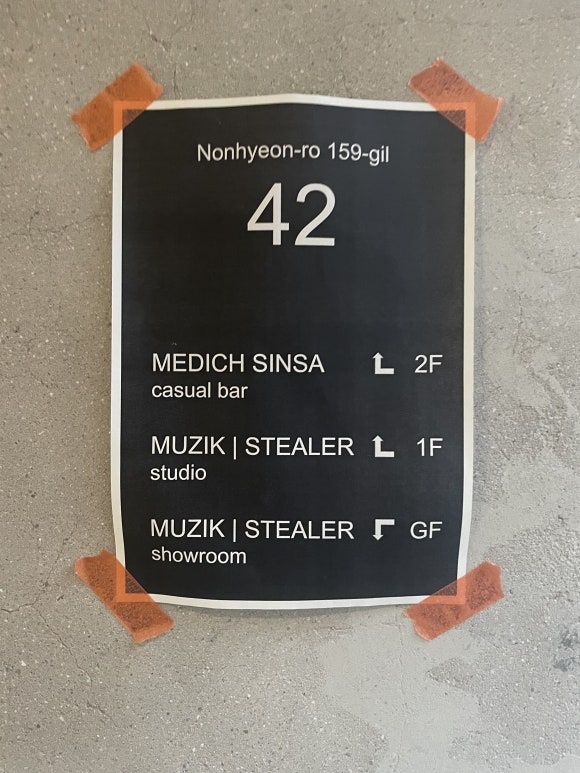 Nonhyeon-ro 159-gil
42
MEDICH SINSA 2F
casual bar
MUZIK | STEALER 1F
studio
MUZIK | STEALER GF
showroom